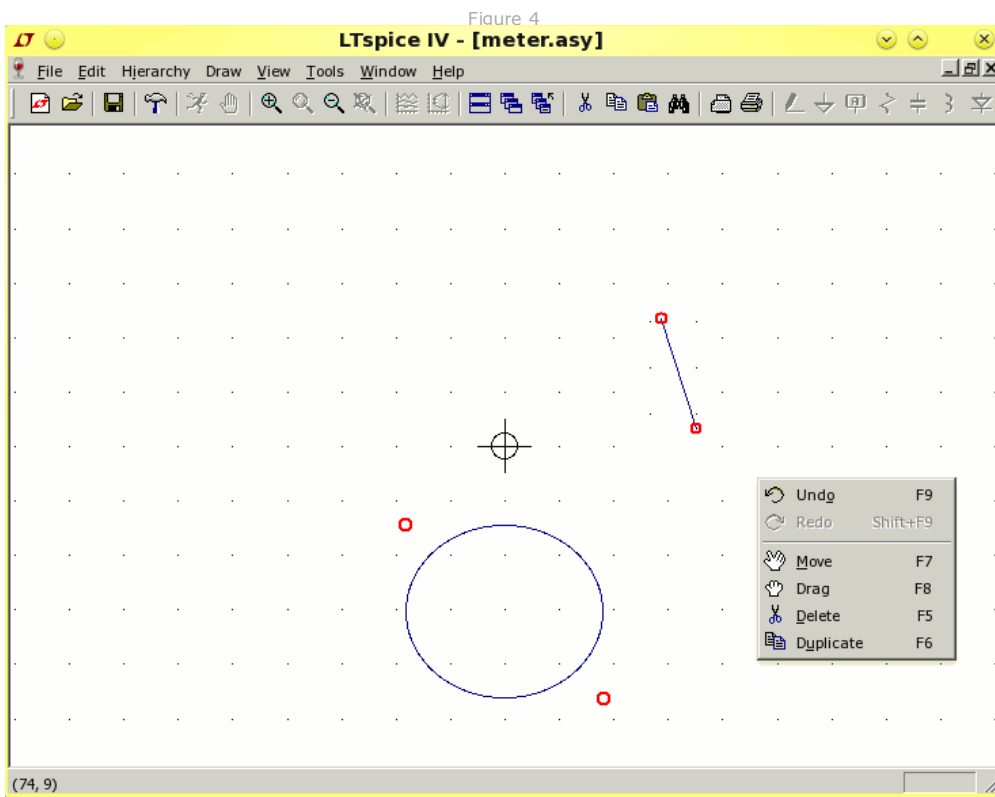 Figure 4
LTspice IV - [meter.asy]
File Edit Hierarchy Draw View Tools Window Help
Undo F9
Redo Shift+F9
Move F7
Drag F8
Delete F5
Duplicate F6
(74, 9)